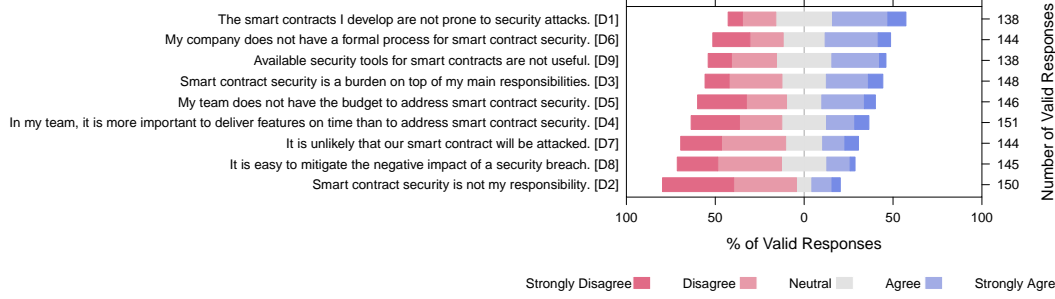 The smart contracts I develop are not prone to security attacks. [D1] 138
My company does not have a formal process for smart contract security. [D6] 144
Available security tools for smart contracts are not useful. [D9] 138
Smart contract security is a burden on top of my main responsibilities. [D3] 148
My team does not have the budget to address smart contract security. [D5] 146
In my team, it is more important to deliver features on time than to address smart contract security. [D4] 151
It is unlikely that our smart contract will be attacked. [D7] 144
It is easy to mitigate the negative impact of a security breach. [D8] 145
Smart contract security is not my responsibility. [D2] 150
Number of Valid Responses
100 50 0 50 100
% of Valid Responses
Strongly Disagree Disagree Neutral Agree Strongly Agre